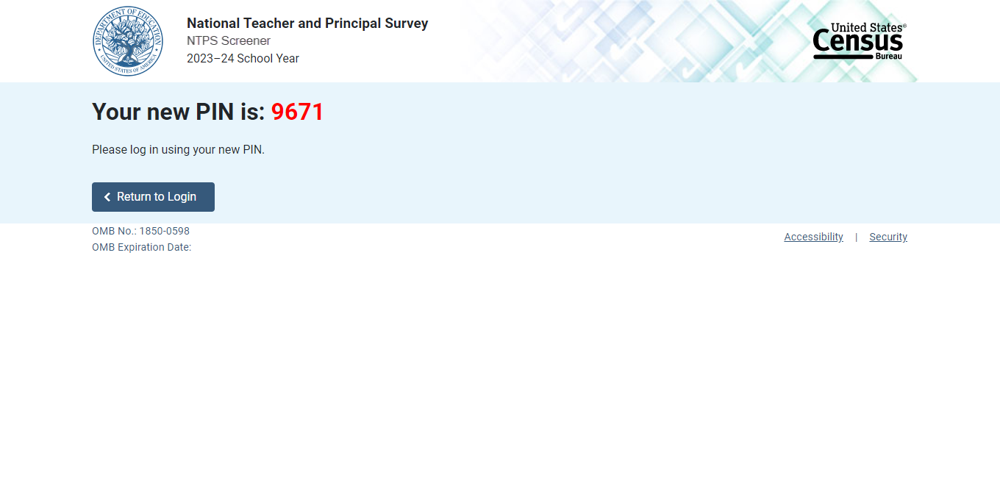 DEPARTMENT OF EDUCATION
UNITED STATES OF AMERICA
National Teacher and Principal Survey
NTPS Screener
2023–24 School Year
United States®
Census
Bureau
Your new PIN is: 9671
Please log in using your new PIN.
Return to Login
OMB No.: 1850-0598
OMB Expiration Date:
Accessibility | Security